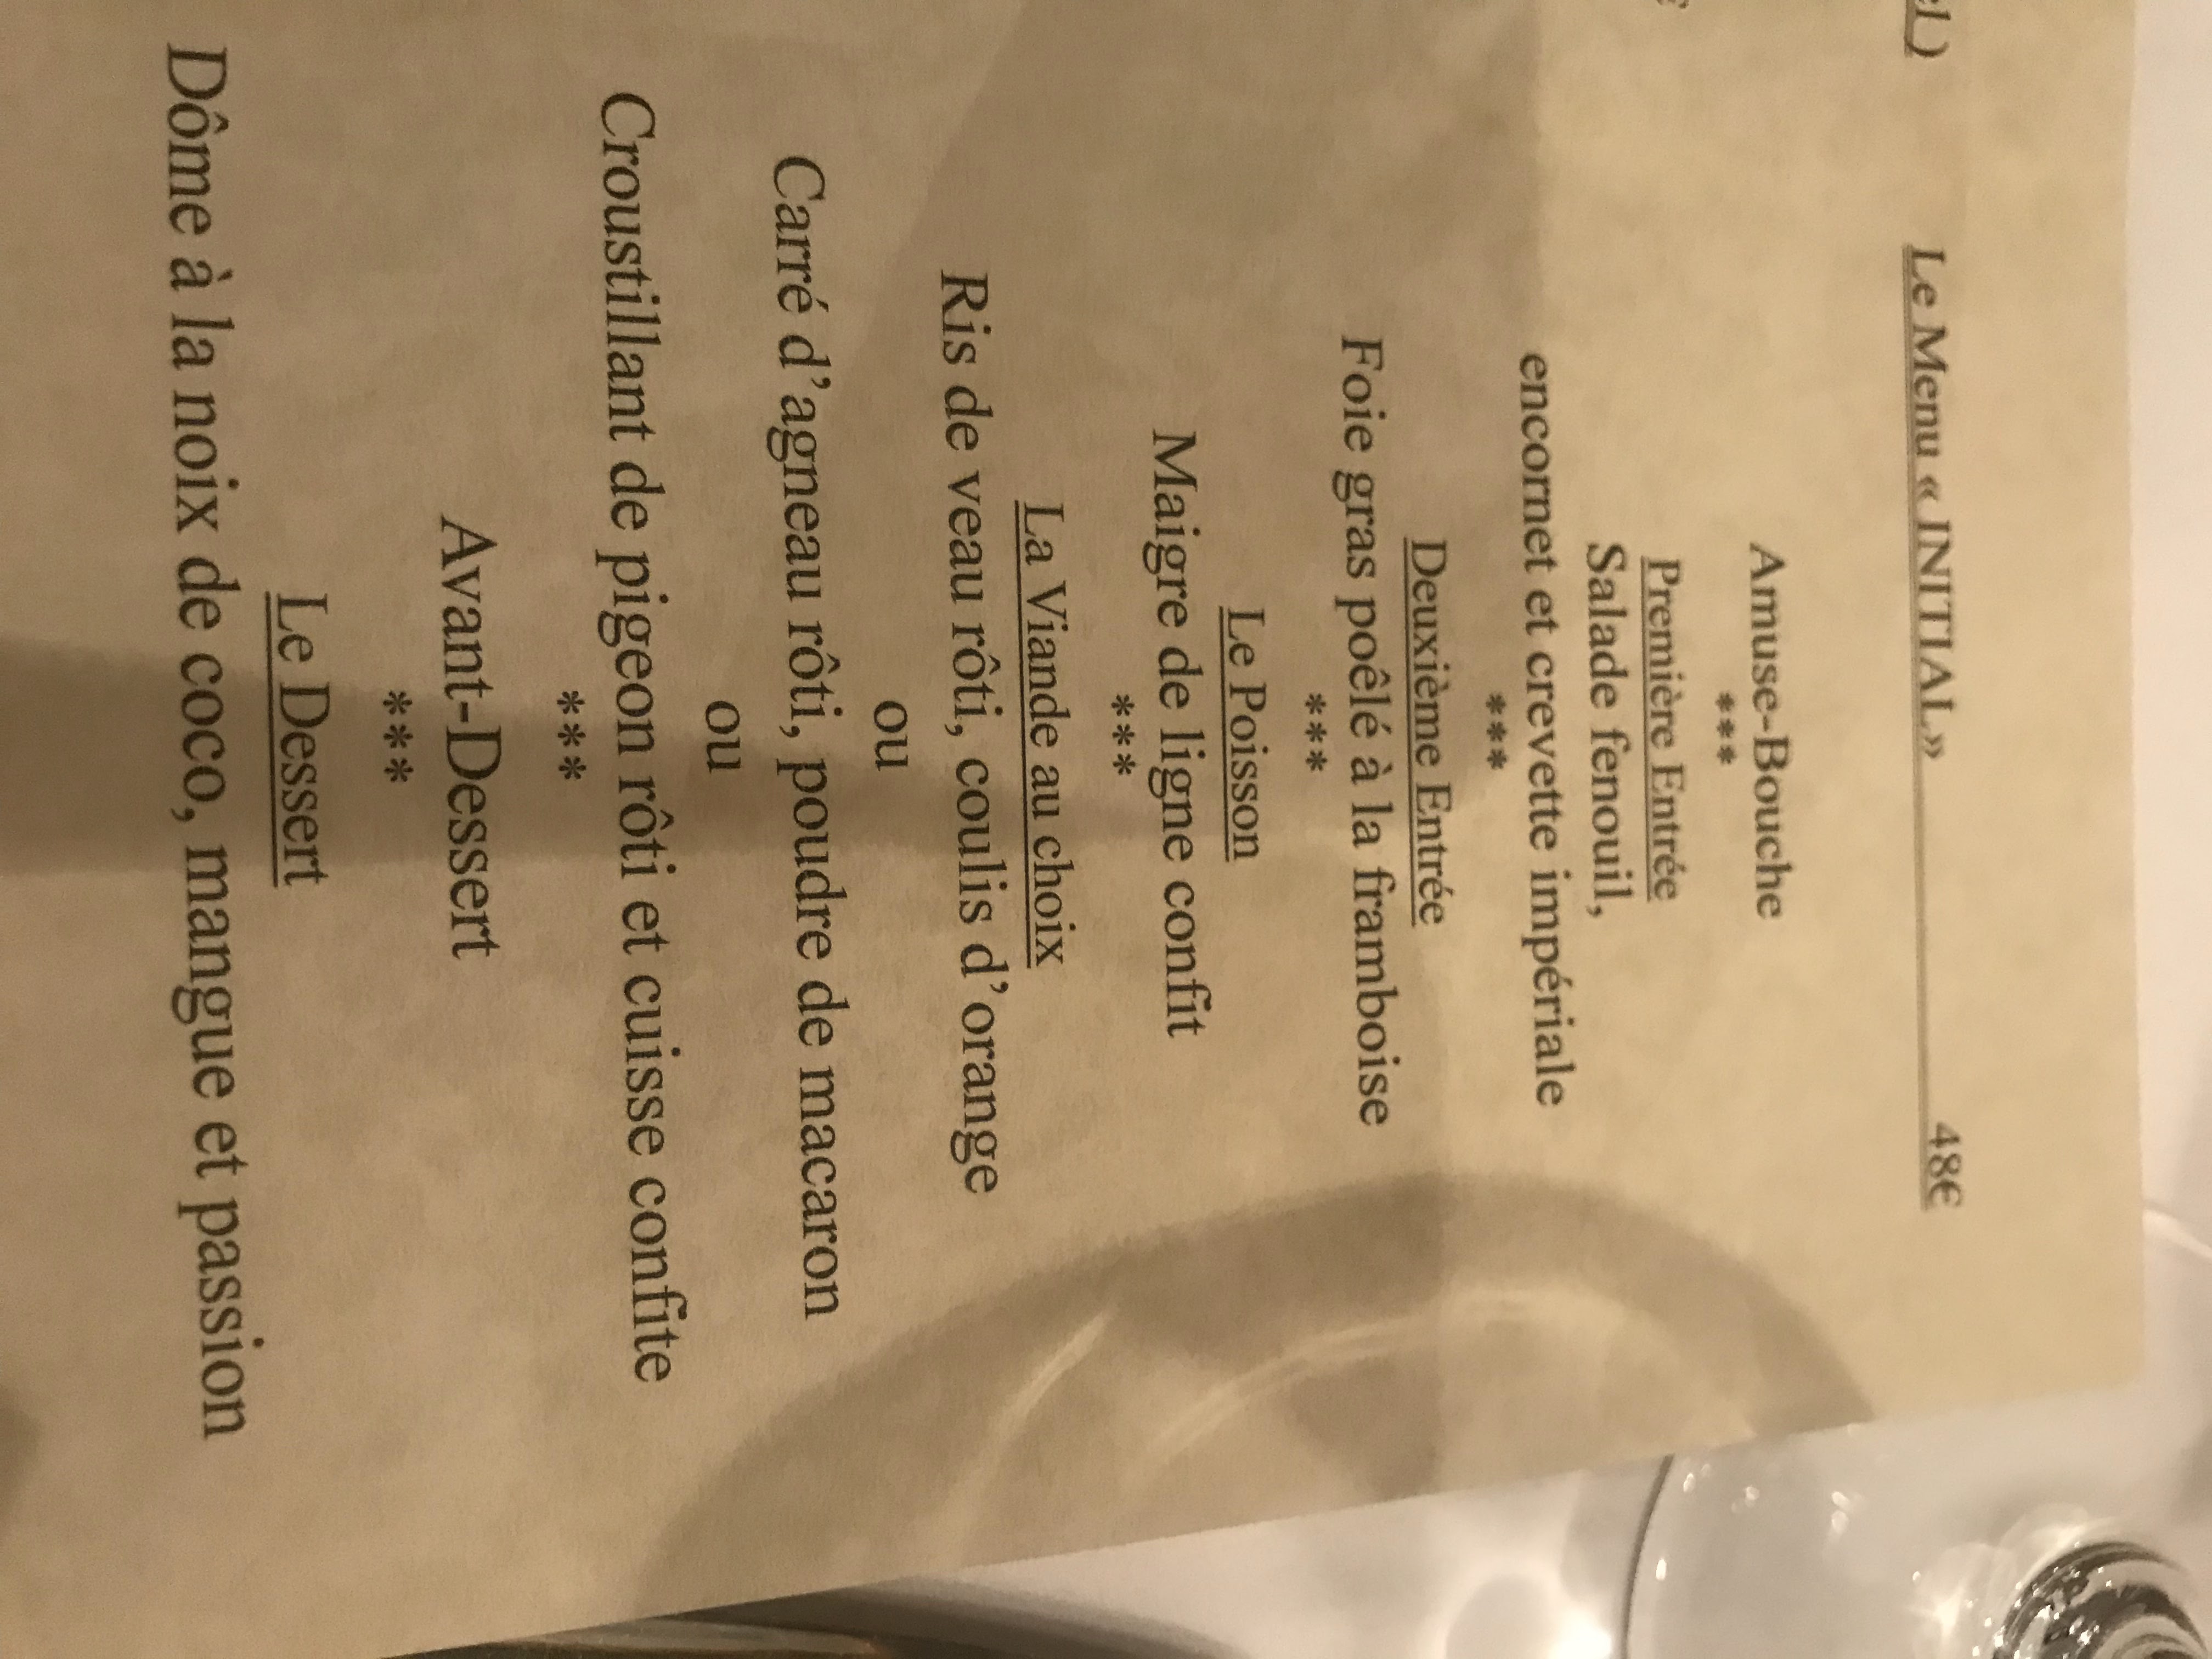 Le Menu « INITIAL» 48€
Amuse-Bouche
***
Première Entrée
Salade fenouil,
encornet et crevette impériale
***
Deuxième Entrée
Foie gras poêlé à la framboise
***
Le Poisson
Maigre de ligne confit
***
La Viande au choix
Ris de veau rôti, coulis d'orange
ou
Carré d'agneau rôti, poudre de macaron
ou
Croustillant de pigeon rôti et cuisse confite
***
Avant-Dessert
***
Le Dessert
Dôme à la noix de coco, mangue et passion